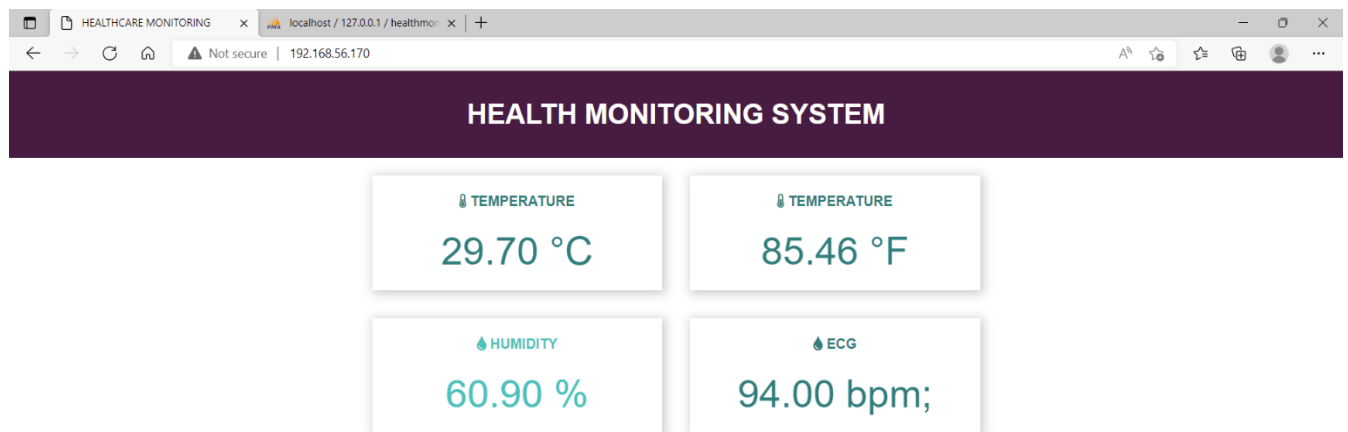 HEALTHCARE MONITORING
localhost / 127.0.0.1 / healthmon
Not secure | 192.168.56.170
HEALTH MONITORING SYSTEM
TEMPERATURE
29.70 °C
TEMPERATURE
85.46 °F
HUMIDITY
60.90 %
ECG
94.00 bpm;